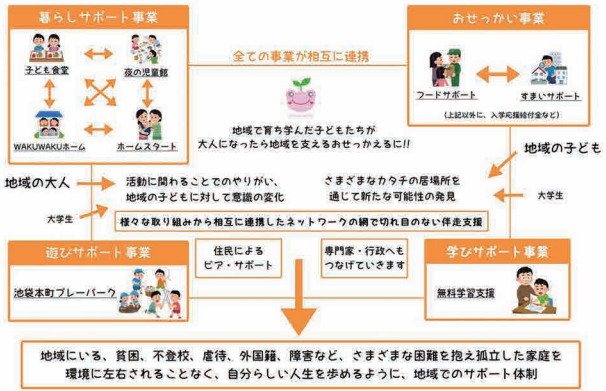 暮らしサポート事業
子ども食堂
夜の児童館
WAKUWAKUホーム
ホームスタート
全ての事業が相互に連携
おせっかい事業
フードサポート
すまいサポート
(上記以外に、入学応援給付金など)
地域で育ち学んだ子どもたちが
大人になったら地域を支えるおせっかえるに!!
地域の大人
活動に関わることでのやりがい、
地域の子どもに対して意識の変化
大学生
地域の子ども
さまざまなカタチの居場所を
通じて新たな可能性の発見
大学生
様々な取り組みから相互に連携したネットワークの網で切れ目のない伴走支援
遊びサポート事業
池袋本町プレーパーク
住民による
ピア・サポート
専門家・行政へも
つなげていきます
学びサポート事業
無料学習支援
地域にいる、貧困、不登校、虐待、外国籍、障害など、さまざまな困難を抱え孤立した家庭を
環境に左右されることなく、自分らしい人生を歩めるように、地域でのサポート体制